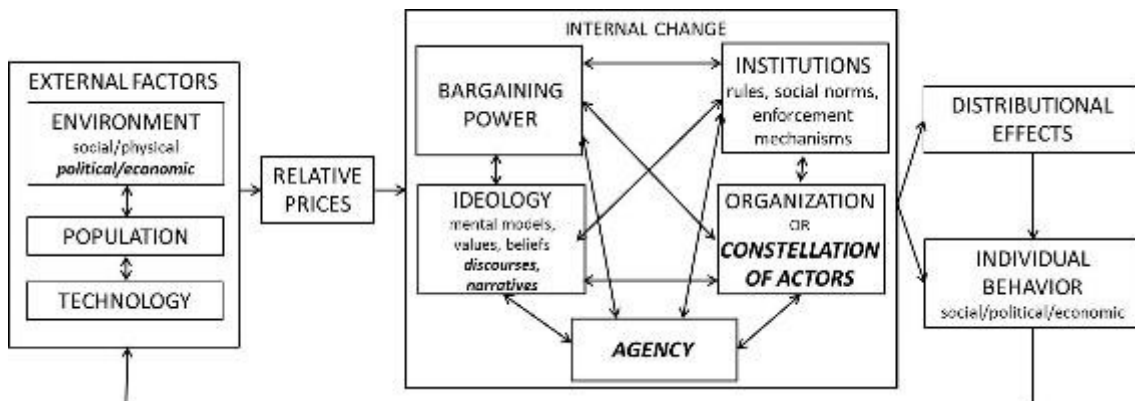 EXTERNAL FACTORS
ENVIRONMENT
social/physical
political/economic
POPULATION
TECHNOLOGY
RELATIVE
PRICES
INTERNAL CHANGE
BARGAINING
POWER
INSTITUTIONS
rules, social norms,
enforcement
mechanisms
IDEOLOGY
mental models,
values, beliefs
discourses,
narratives
ORGANIZATION
OR
CONSTELLATION
OF ACTORS
AGENCY
DISTRIBUTIONAL
EFFECTS
INDIVIDUAL
BEHAVIOR
social/political/economic